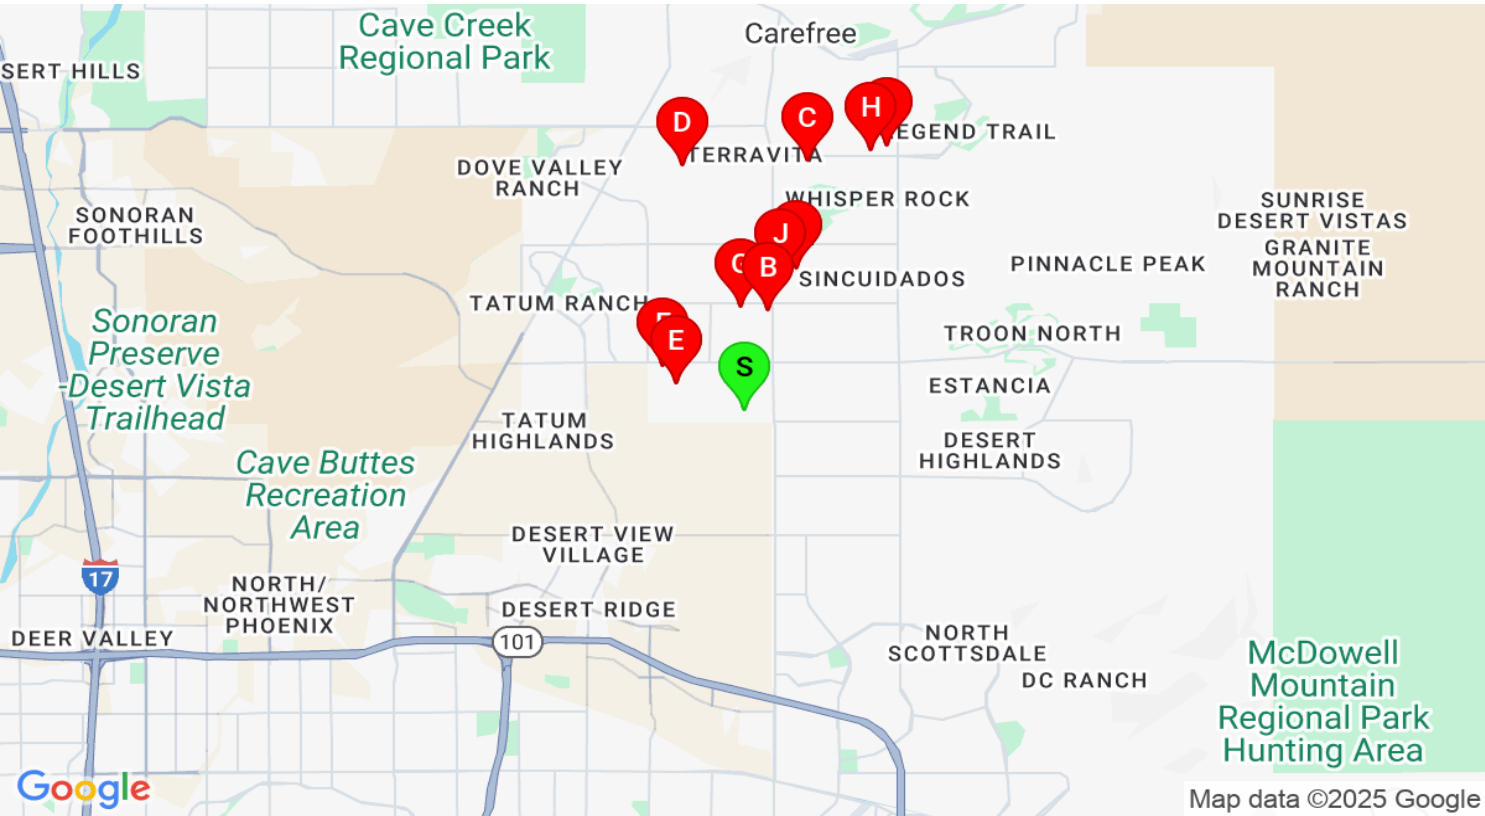 Cave Creek
Regional Park
Carefree
SERT HILLS
D
C
H
EGEND TRAIL
TERRAVITA
DOVE VALLEY
RANCH
WHISPER ROCK
SONORAN
FOOTHILLS
SUNRISE
DESERT VISTAS
J
G
B
GRANITE
MOUNTAIN
RANCH
PINNACLE PEAK
SINCUIDADOS
TATUM RANCH
E
S
TROON NORTH
Sonoran
Preserve
-Desert Vista
Trailhead
ESTANCIA
TATUM
HIGHLANDS
DESERT
HIGHLANDS
Cave Buttes
Recreation
Area
DESERT VIEW
VILLAGE
17
NORTH/
NORTHWEST
PHOENIX
DESERT RIDGE
DEER VALLEY
101
NORTH
SCOTTSDALE
DC RANCH
McDowell
Mountain
Regional Park
Hunting Area
Google
Map data ©2025 Google